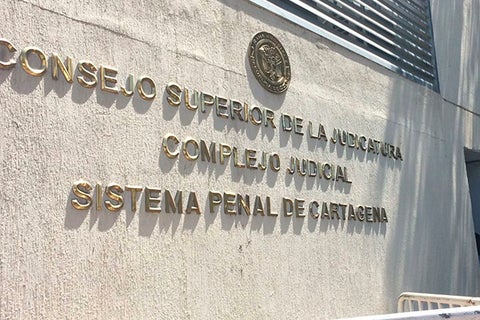 CONSEJO SUPERIOR DE LA JUDICATURA
COMPLEJO JUDICIAL
SISTEMA PENAL DE CARTAGENA